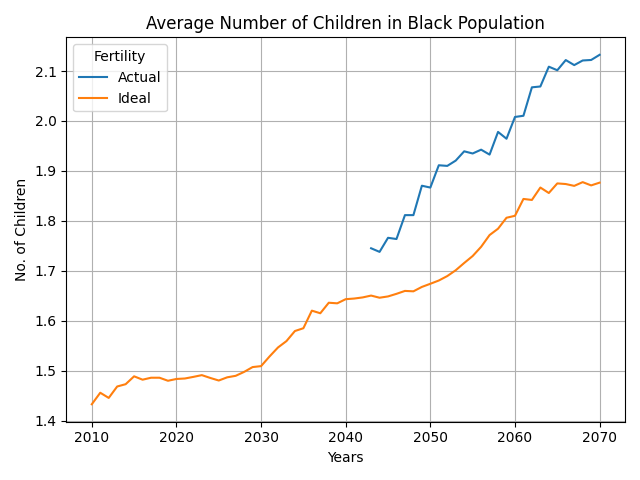 Average Number of Children in Black Population
Fertility
Actual
Ideal
No. of Children
2.1
2.0
1.9
1.8
1.7
1.6
1.5
1.4
2010 2020 2030 2040 2050 2060 2070
Years